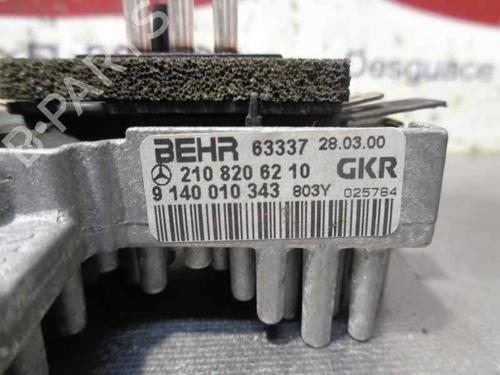 Desguace
BEHR 63337 28.03.00
210 820 62 10 GKR
9 140 010 343 803Y 025784
B-PARTS